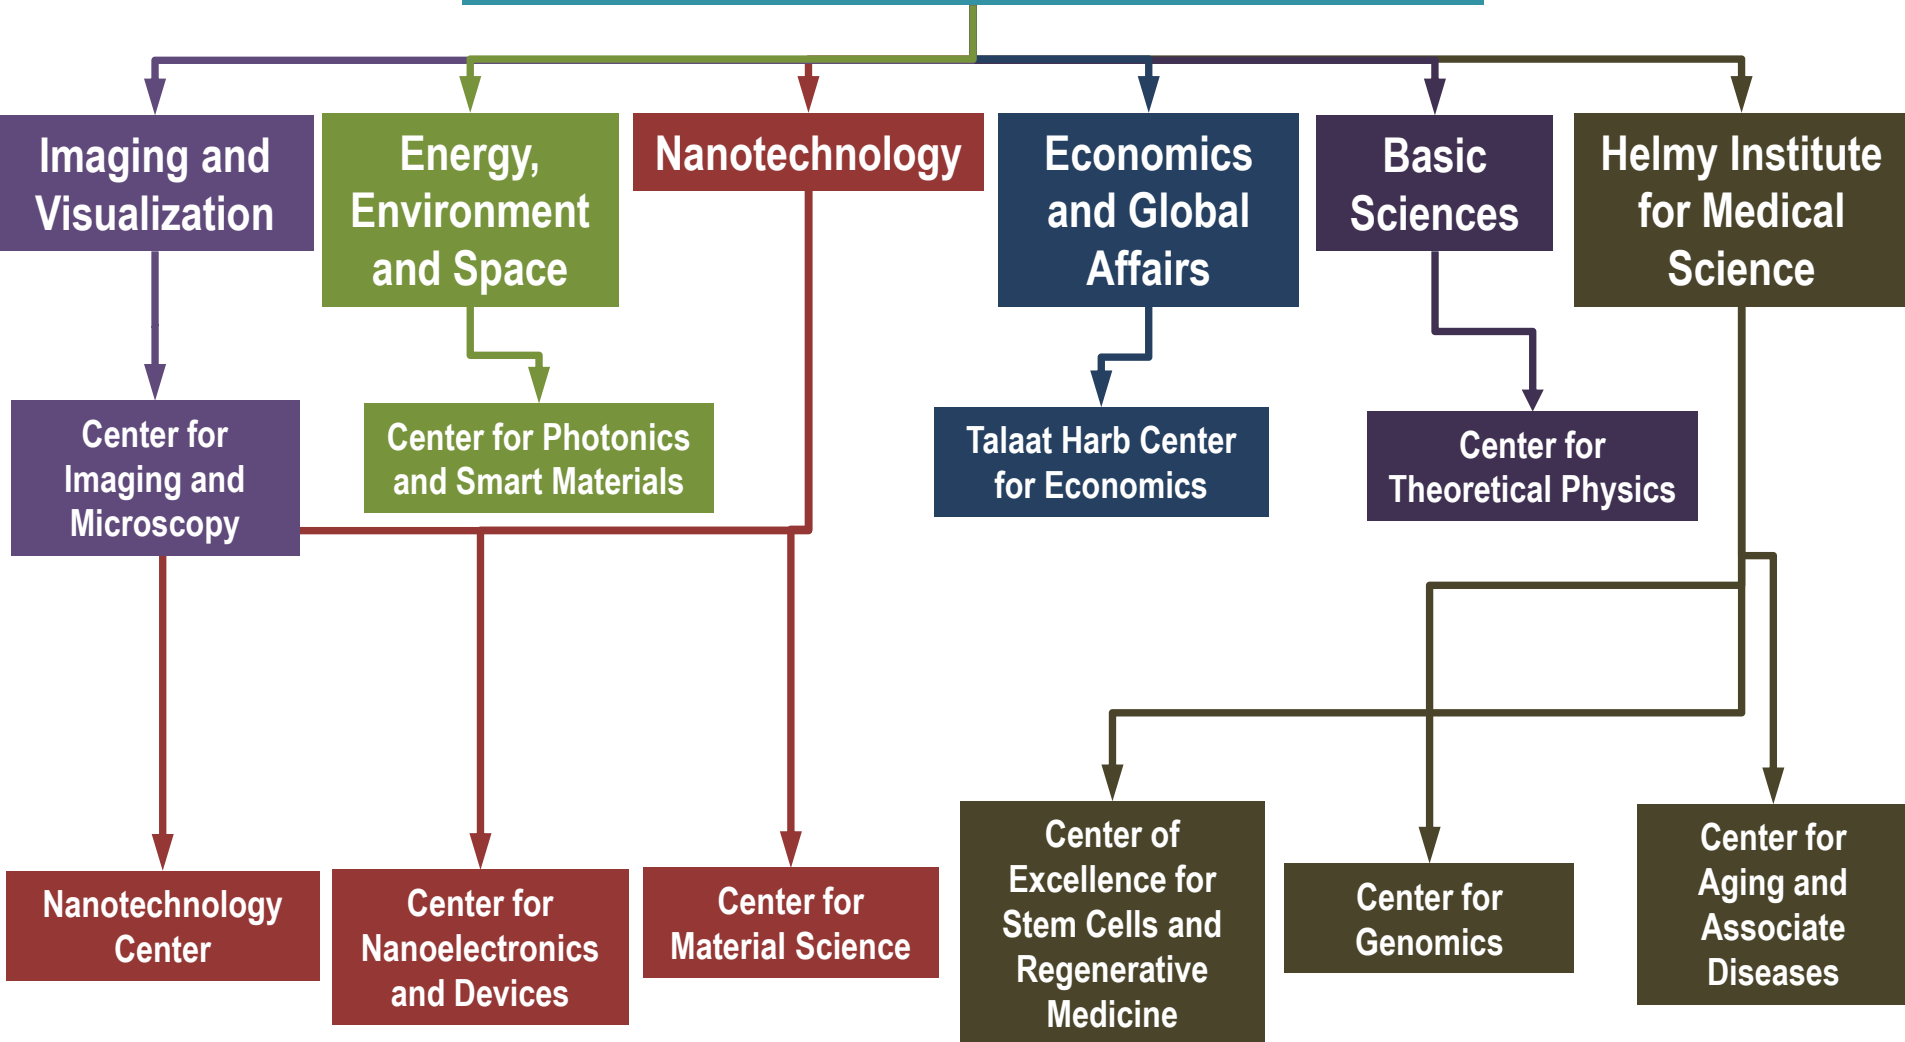 Imaging and
Visualization
Energy,
Environment
and Space
Nanotechnology
Economics
and Global
Affairs
Basic
Sciences
Helmy Institute
for Medical
Science
Center for
Imaging and
Microscopy
Center for Photonics
and Smart Materials
Talaat Harb Center
for Economics
Center for
Theoretical Physics
Nanotechnology
Center
Center for
Nanoelectronics
and Devices
Center for
Material Science
Center of
Excellence for
Stem Cells and
Regenerative
Medicine
Center for
Genomics
Center for
Aging and
Associate
Diseases